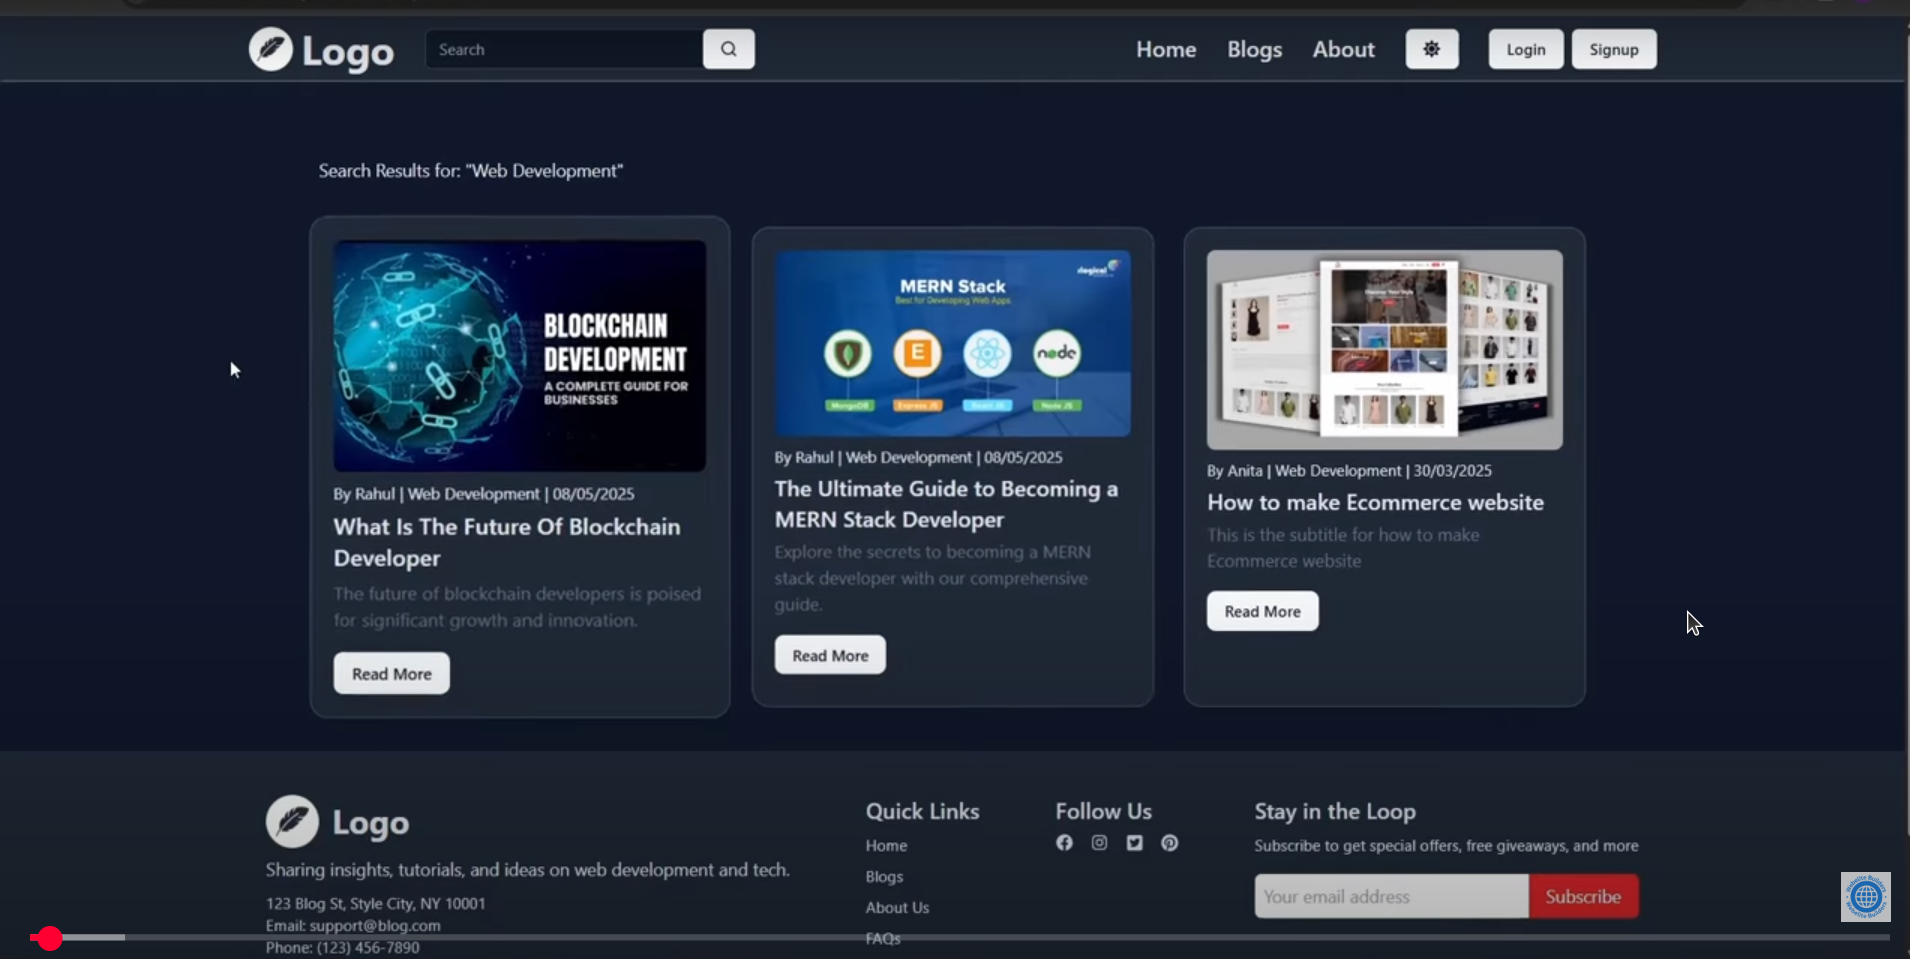 Logo
Search
Home
Blogs
About
Login
Signup
Search Results for: "Web Development"
BLOCKCHAIN
DEVELOPMENT
A COMPLETE GUIDE FOR
BUSINESSES
By Rahul | Web Development | 08/05/2025
What Is The Future Of Blockchain
Developer
The future of blockchain developers is poised
for significant growth and innovation.
Read More
rlogical
MERN Stack
Best for Developing Web Apps
E
node
MongoDB
Express JS
React JS
Node JS
By Rahul | Web Development | 08/05/2025
The Ultimate Guide to Becoming a
MERN Stack Developer
Explore the secrets to becoming a MERN
stack developer with our comprehensive
guide.
Read More
By Anita | Web Development | 30/03/2025
How to make Ecommerce website
This is the subtitle for how to make
Ecommerce website
Read More
Logo
Sharing insights, tutorials, and ideas on web development and tech.
123 Blog St, Style City, NY 10001
Email: support@blog.com
Phone: (123) 456-7890
Quick Links
Home
Blogs
About Us
FAQs
Follow Us
Stay in the Loop
Subscribe to get special offers, free giveaways, and more
Your email address
Subscribe